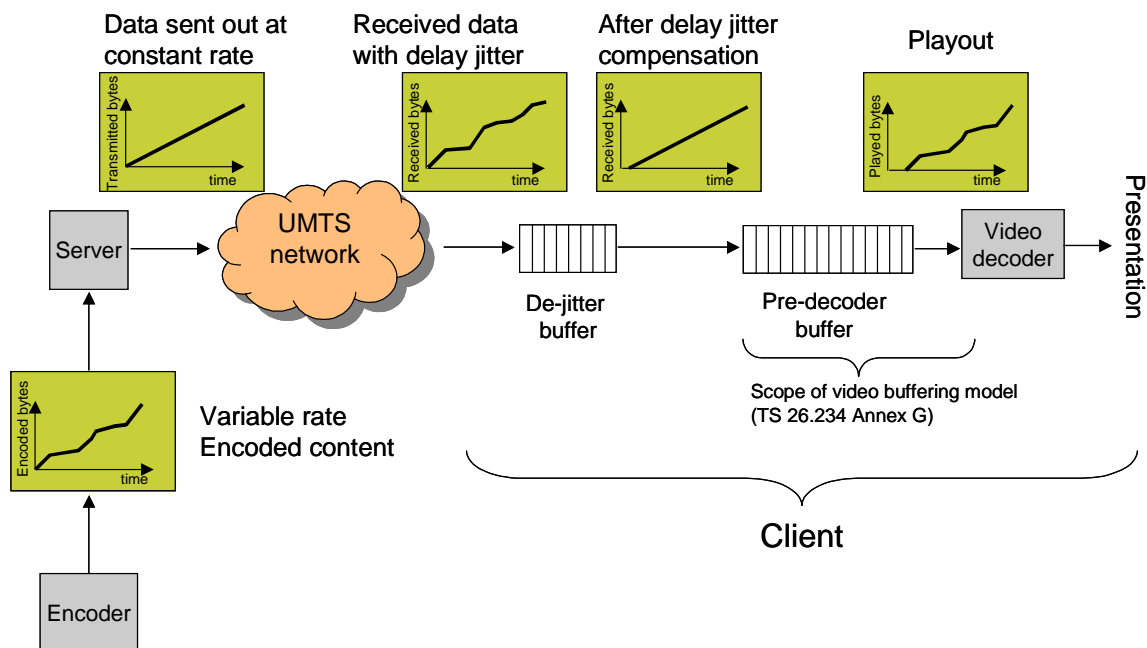 Data sent out at
constant rate
Received data
with delay jitter
After delay jitter
compensation
Playout
Transmitted bytes
time
Received bytes
time
Received bytes
time
Played bytes
time
Server
UMTS
network
De-jitter
buffer
Pre-decoder
buffer
Video
decoder
Presentation
Scope of video buffering model
(TS 26.234 Annex G)
Encoded bytes
time
Variable rate
Encoded content
Client
Encoder